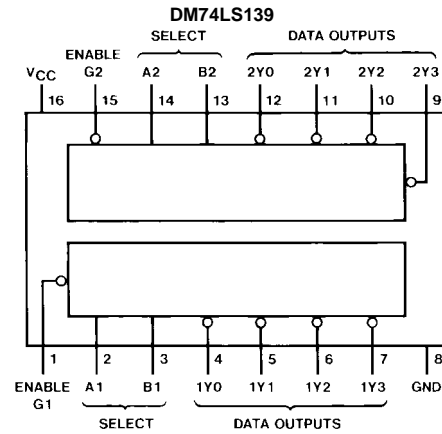 DM74LS139
SELECT DATA OUTPUTS
ENABLE
VCC G2 A2 B2 2Y0 2Y1 2Y2 2Y3
16 15 14 13 12 11 10 9
1 2 3 4 5 6 7 8
ENABLE A1 B1 1Y0 1Y1 1Y2 1Y3 GND
G1
SELECT DATA OUTPUTS